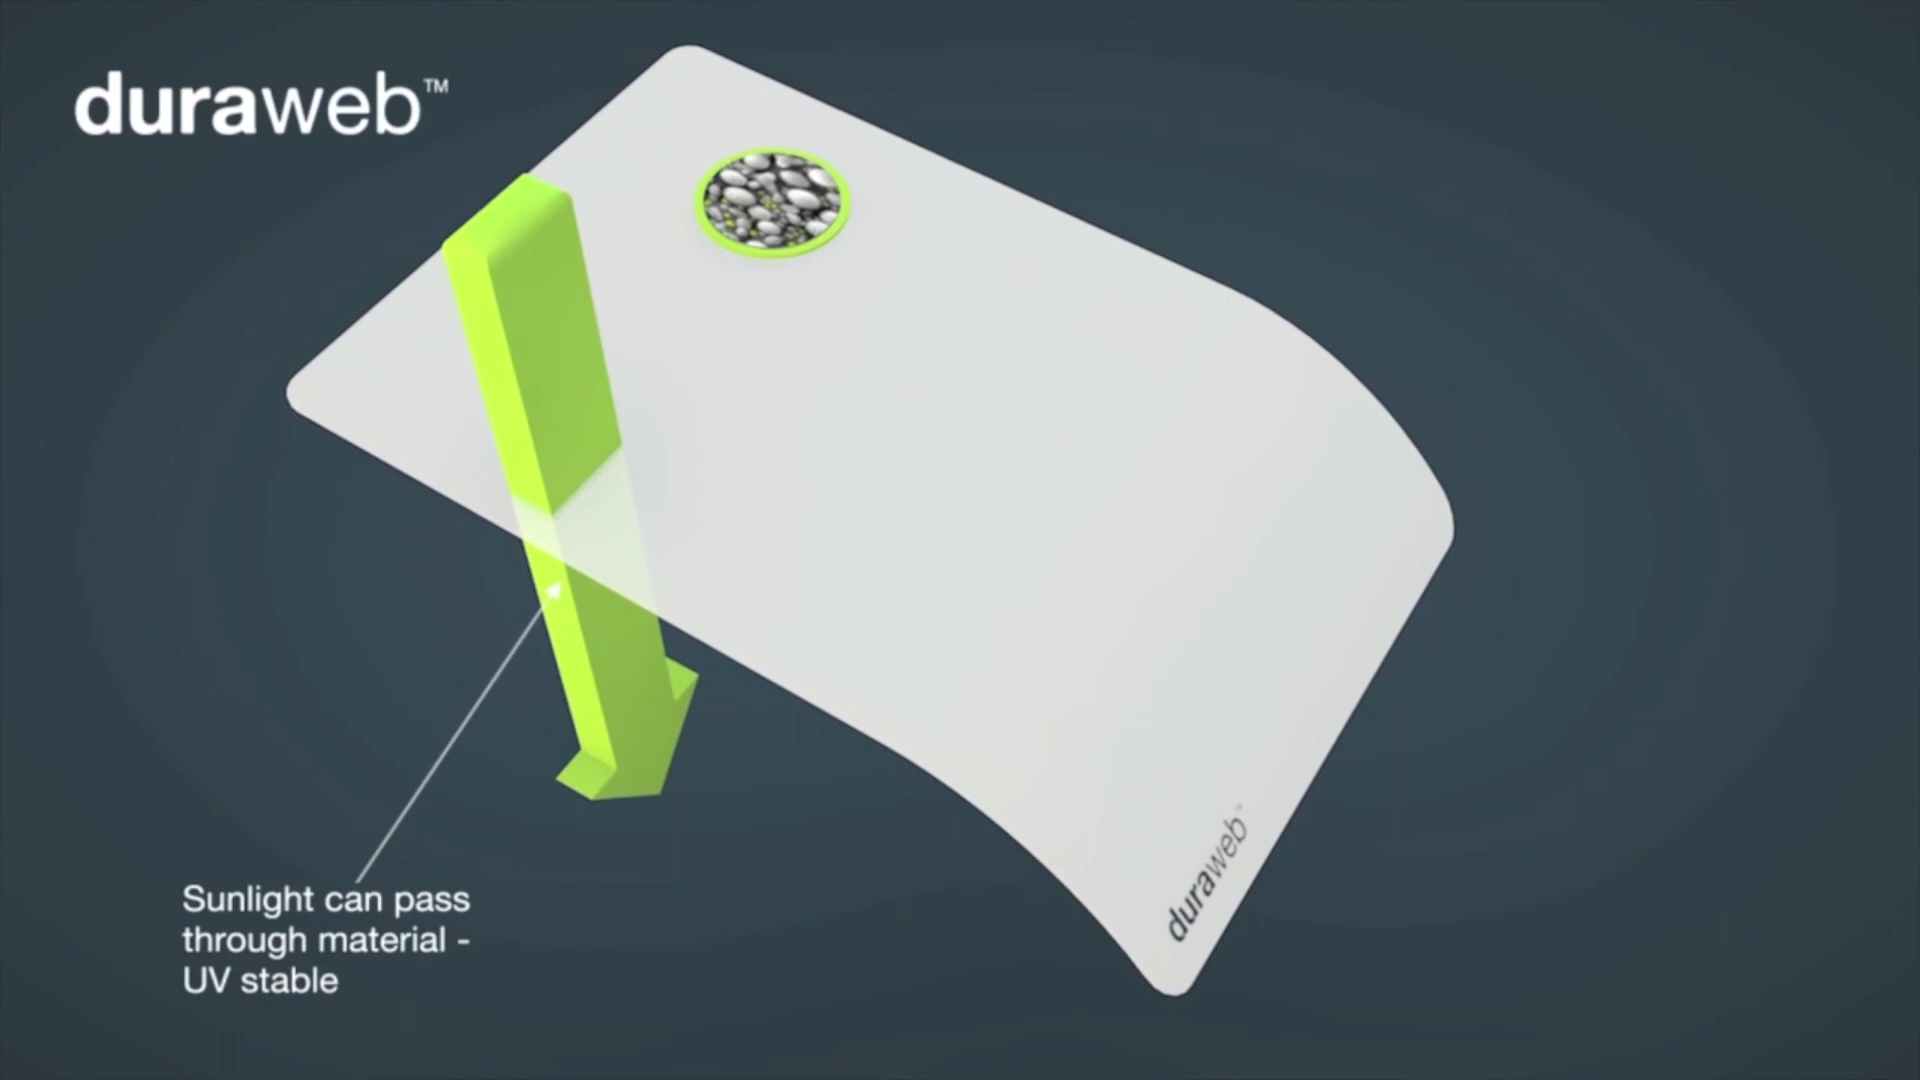 duraweb™
Sunlight can pass
through material -
UV stable
duraweb™